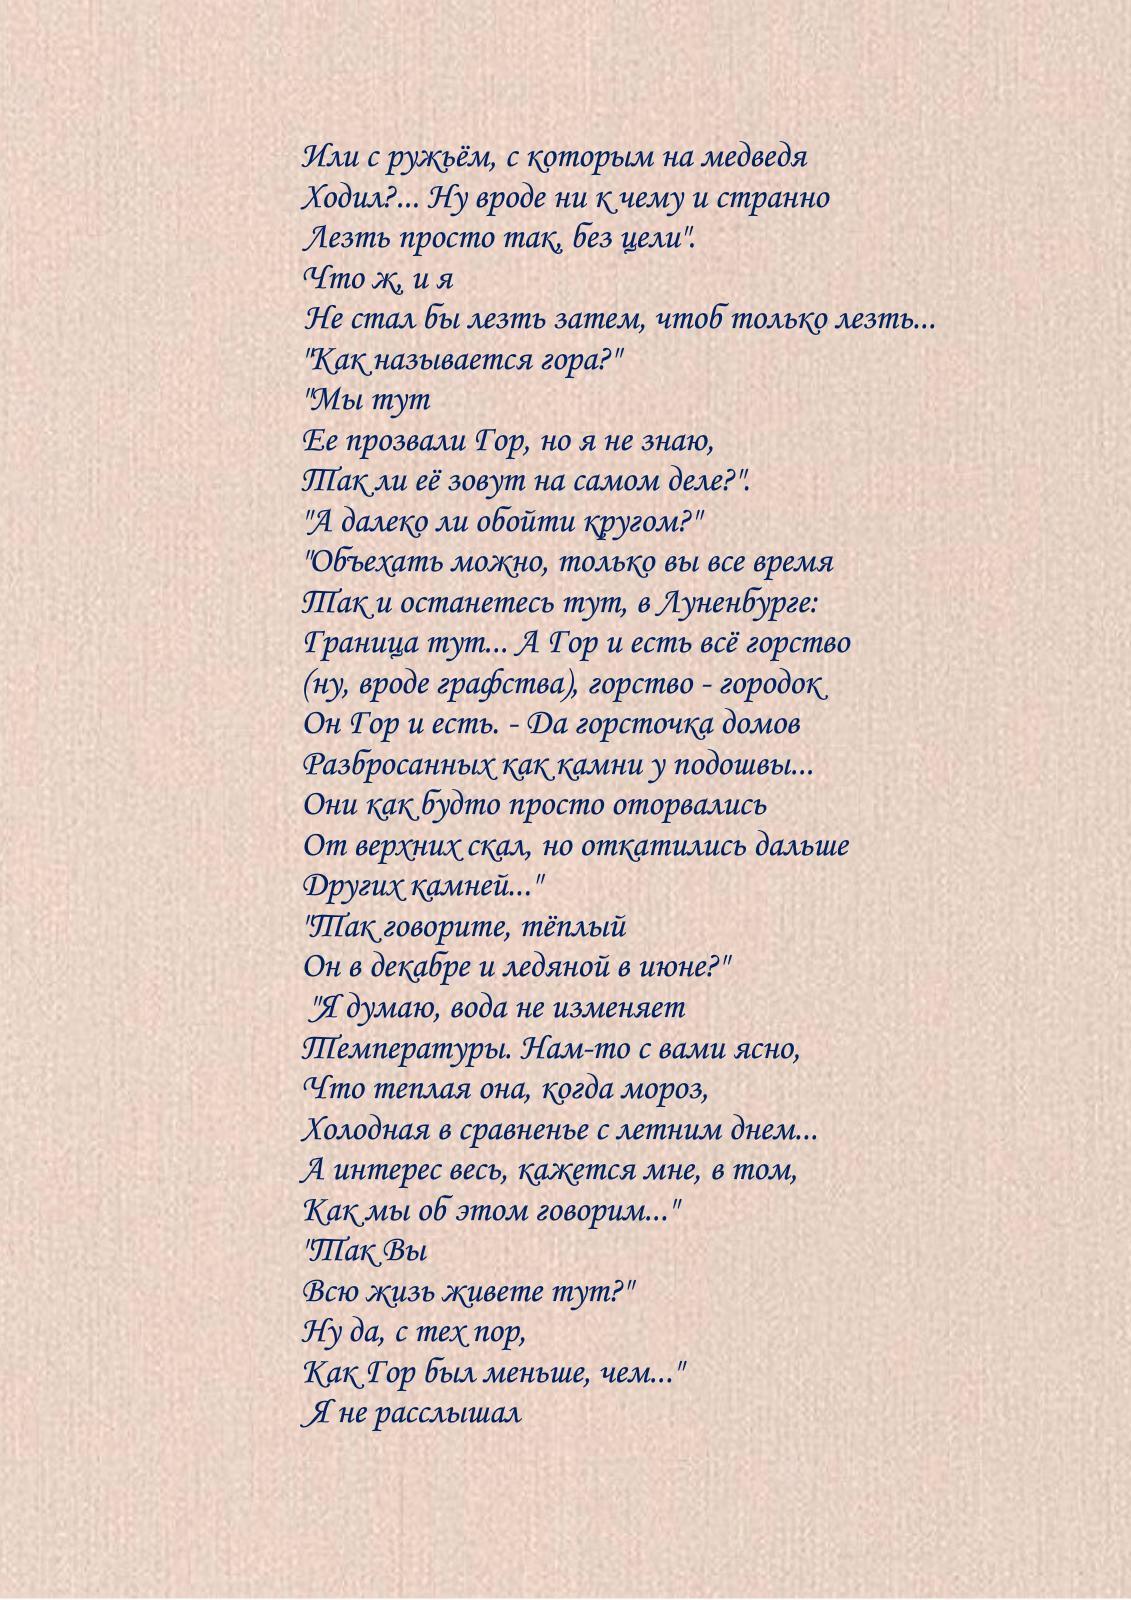 Или с ружьём, с которым на медведя
Ходил?... Ну вроде ни к чему и странно
Лезть просто так, без цели".
Что ж, и я
Не стал бы лезть затем, чтоб только лезть...
"Как называется гора?"
"Мы тут
Ее прозвали Гор, но я не знаю,
Так ли её зовут на самом деле?".
"А далеко ли обойти кругом?"
"Объехать можно, только вы все время
Так и останетесь тут, в Луненбурге:
Граница тут... А Гор и есть всё горство
(ну, вроде графства), горство - городок
Он Гор и есть. - Да горсточка домов
Разбросанных как камни у подошвы...
Они как будто просто оторвались
От верхних скал, но откатились дальше
Других камней..."
"Так говорите, тёплый
Он в декабре и ледяной в июне?"
"Я думаю, вода не изменяет
Температуры. Нам-то с вами ясно,
Что теплая она, когда мороз,
Холодная в сравненье с летним днем...
А интерес весь, кажется мне, в том,
Как мы об этом говорим..."
"Так Вы
Всю жизь живете тут?"
Ну да, с тех пор,
Как Гор был меньше, чем..."
Я не расслышал